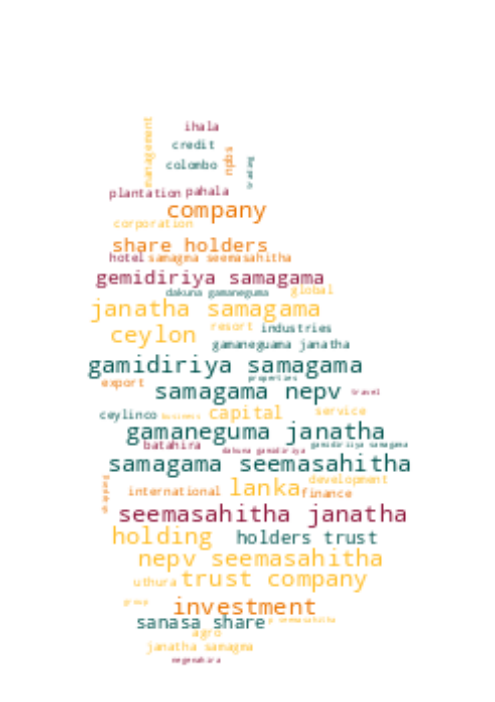 management
ihala
credit
npbs
colombo
trading
plantation pahala
company
corporation
share holders
hotel samagma seemasahitha
gemidiriya samagama
dakuna gamaneguma global
janatha samagama
ceylon resort industries
gamaneguama janatha
gamidiriya samagama
properties
export samagama nepv travel
ceylinco business capital service
gamaneguma janatha
batahira gamidiriya samagama
dakuna gamidiriya
samagama seemasahitha
development
international lanka finance
seemasahitha janatha
holding holders trust
nepv seemasahitha
uthura trust company
group
investment
sanasa share p seemasahitha
agro
janatha samagma
negenahira